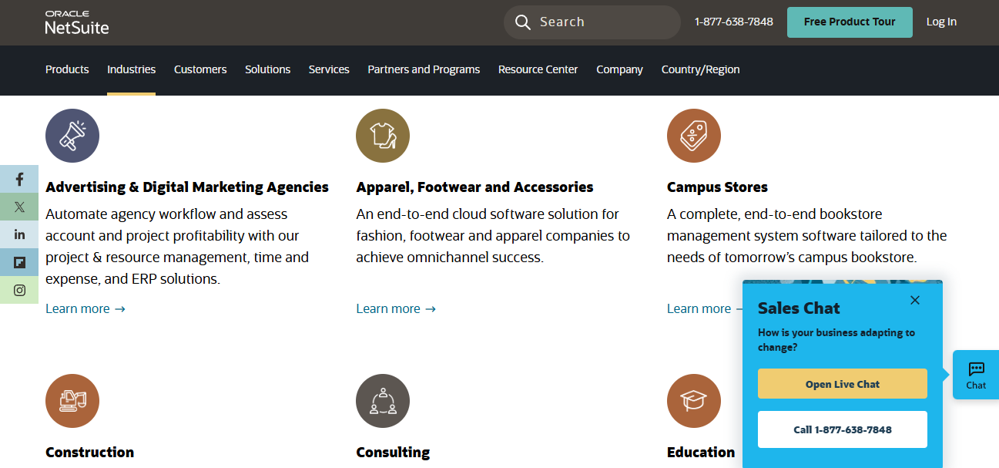 ORACLE
NetSuite
Search
1-877-638-7848
Free Product Tour
Log In
Products
Industries
Customers
Solutions
Services
Partners and Programs
Resource Center
Company
Country/Region
Advertising & Digital Marketing Agencies
Automate agency workflow and assess
account and project profitability with our
project & resource management, time and
expense, and ERP solutions.
Learn more →
Apparel, Footwear and Accessories
An end-to-end cloud software solution for
fashion, footwear and apparel companies to
achieve omnichannel success.
Learn more →
Campus Stores
A complete, end-to-end bookstore
management system software tailored to the
needs of tomorrow’s campus bookstore.
Learn more
Construction
Consulting
Education
Sales Chat
How is your business adapting to
change?
Open Live Chat
Call 1-877-638-7848
Chat